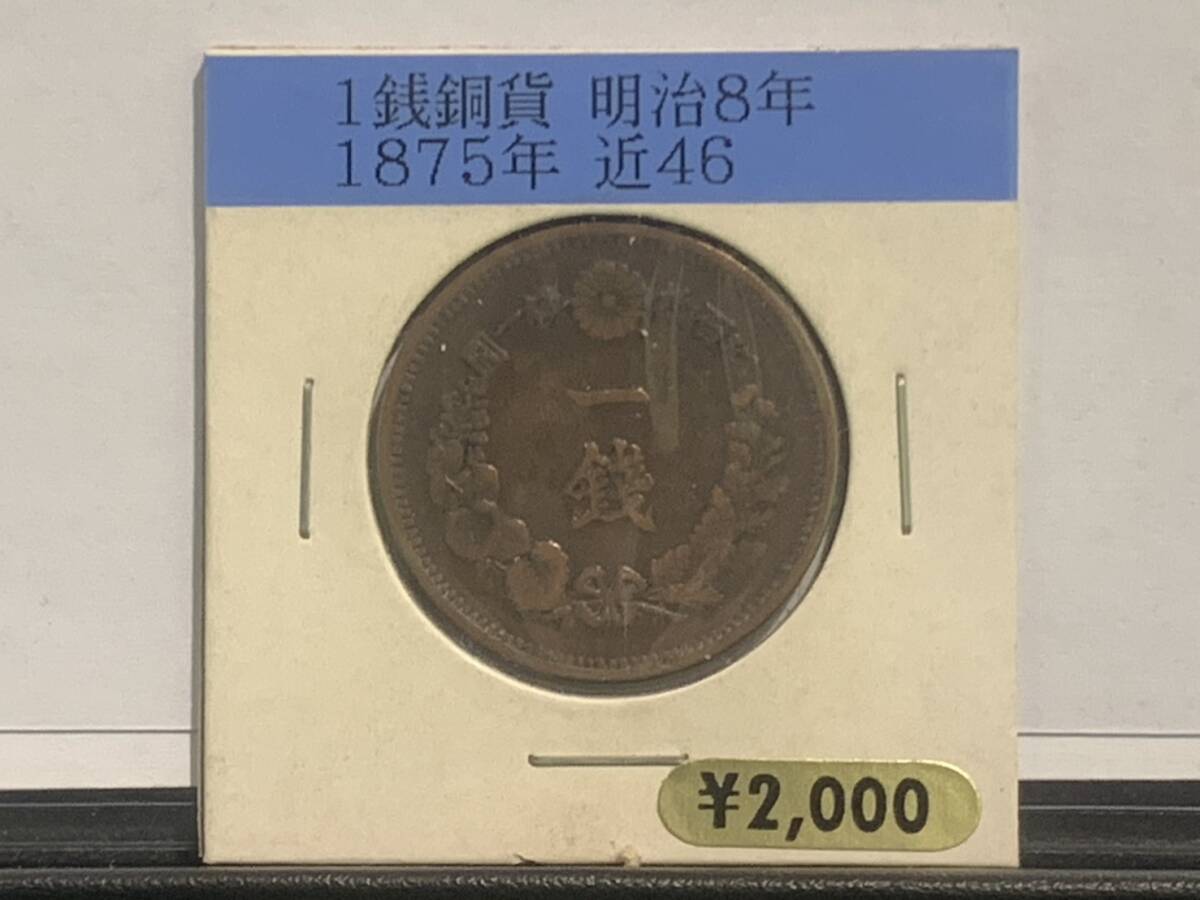 1銭銅貨 明治8年
1875年 近46
一
銭
¥2,000